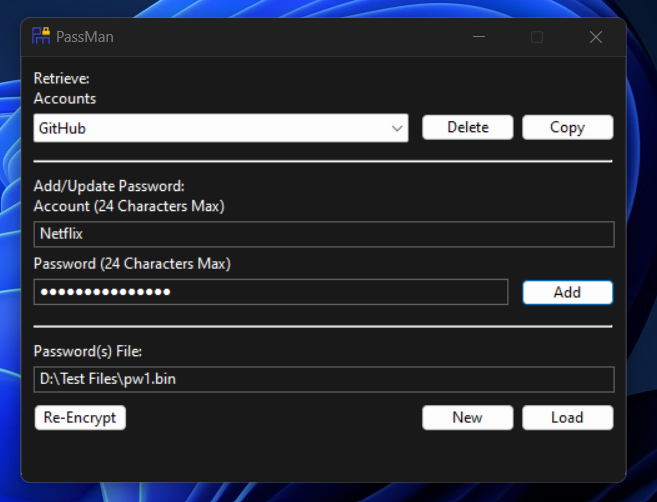 PassMan
Retrieve:
Accounts
GitHub
Delete
Copy
Add/Update Password:
Account (24 Characters Max)
Netflix
Password (24 Characters Max)
●●●●●●●●●●●●●●●
Add
Password(s) File:
D:\Test Files\pw1.bin
Re-Encrypt
New
Load